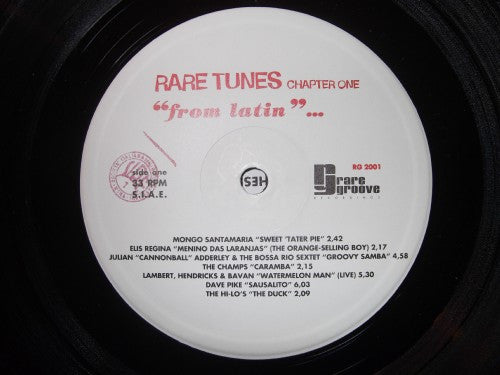 RARE TUNES CHAPTER ONE
"from latin"...
side one
33 RPM
S.I.A.E.
RG 2001
rare
groove
RECORDINGS
HES
MONGO SANTAMARIA "SWEET 'TATER PIE" 2,42
ELIS REGINA "MENINO DAS LARANJAS" (THE ORANGE-SELLING BOY) 2,17
JULIAN "CANNONBALL" ADDERLEY & THE BOSSA RIO SEXTET "GROOVY SAMBA" 4,58
THE CHAMPS "CARAMBA" 2,15
LAMBERT, HENDRICKS & BAVAN "WATERMELON MAN" (LIVE) 5,30
DAVE PIKE "SAUSALITO" 6,03
THE HI-LO'S "THE DUCK" 2,09